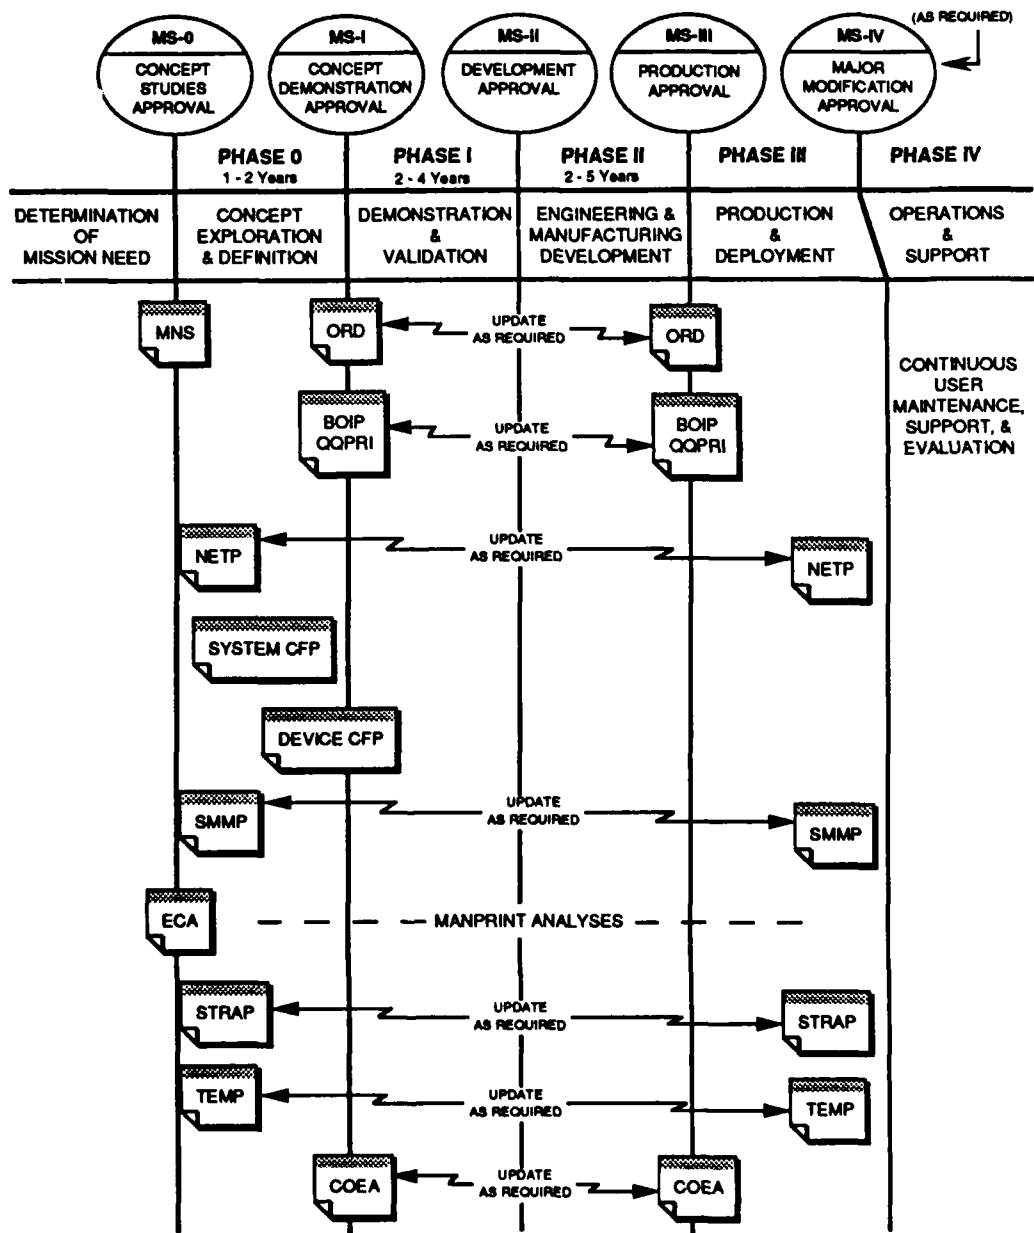 (AS REQUIRED)
MS-0
CONCEPT
STUDIES
APPROVAL
MS-I
CONCEPT
DEMONSTRATION
APPROVAL
MS-II
DEVELOPMENT
APPROVAL
MS-III
PRODUCTION
APPROVAL
MS-IV
MAJOR
MODIFICATION
APPROVAL
PHASE 0
1 - 2 Years
PHASE I
2 - 4 Years
PHASE II
2 - 5 Years
PHASE III
PHASE IV
DETERMINATION
OF
MISSION NEED
CONCEPT
EXPLORATION
& DEFINITION
DEMONSTRATION
&
VALIDATION
ENGINEERING &
MANUFACTURING
DEVELOPMENT
PRODUCTION
&
DEPLOYMENT
OPERATIONS
&
SUPPORT
MNS
ORD
UPDATE
AS REQUIRED
ORD
CONTINUOUS
USER
MAINTENANCE,
SUPPORT, &
EVALUATION
BOIP
QQPRI
UPDATE
AS REQUIRED
BOIP
QQPRI
NETP
UPDATE
AS REQUIRED
NETP
SYSTEM CFP
DEVICE CFP
SMMP
UPDATE
AS REQUIRED
SMMP
ECA
MANPRINT ANALYSES
STRAP
UPDATE
AS REQUIRED
STRAP
TEMP
UPDATE
AS REQUIRED
TEMP
COEA
UPDATE
AS REQUIRED
COEA